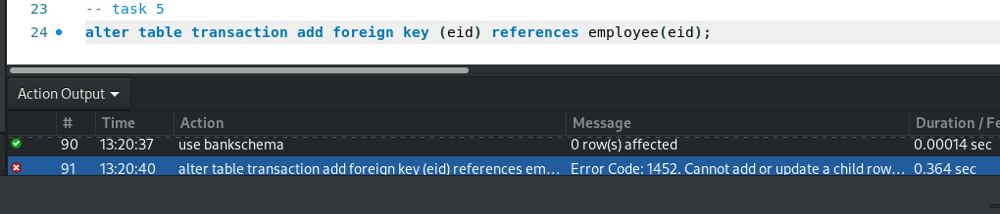 23 -- task 5
24 alter table transaction add foreign key (eid) references employee(eid);
Action Output
# Time Action Message Duration / Fe
90 13:20:37 use bankschema 0 row(s) affected 0.00014 sec
91 13:20:40 alter table transaction add foreign key (eid) references em... Error Code: 1452. Cannot add or update a child row... 0.364 sec